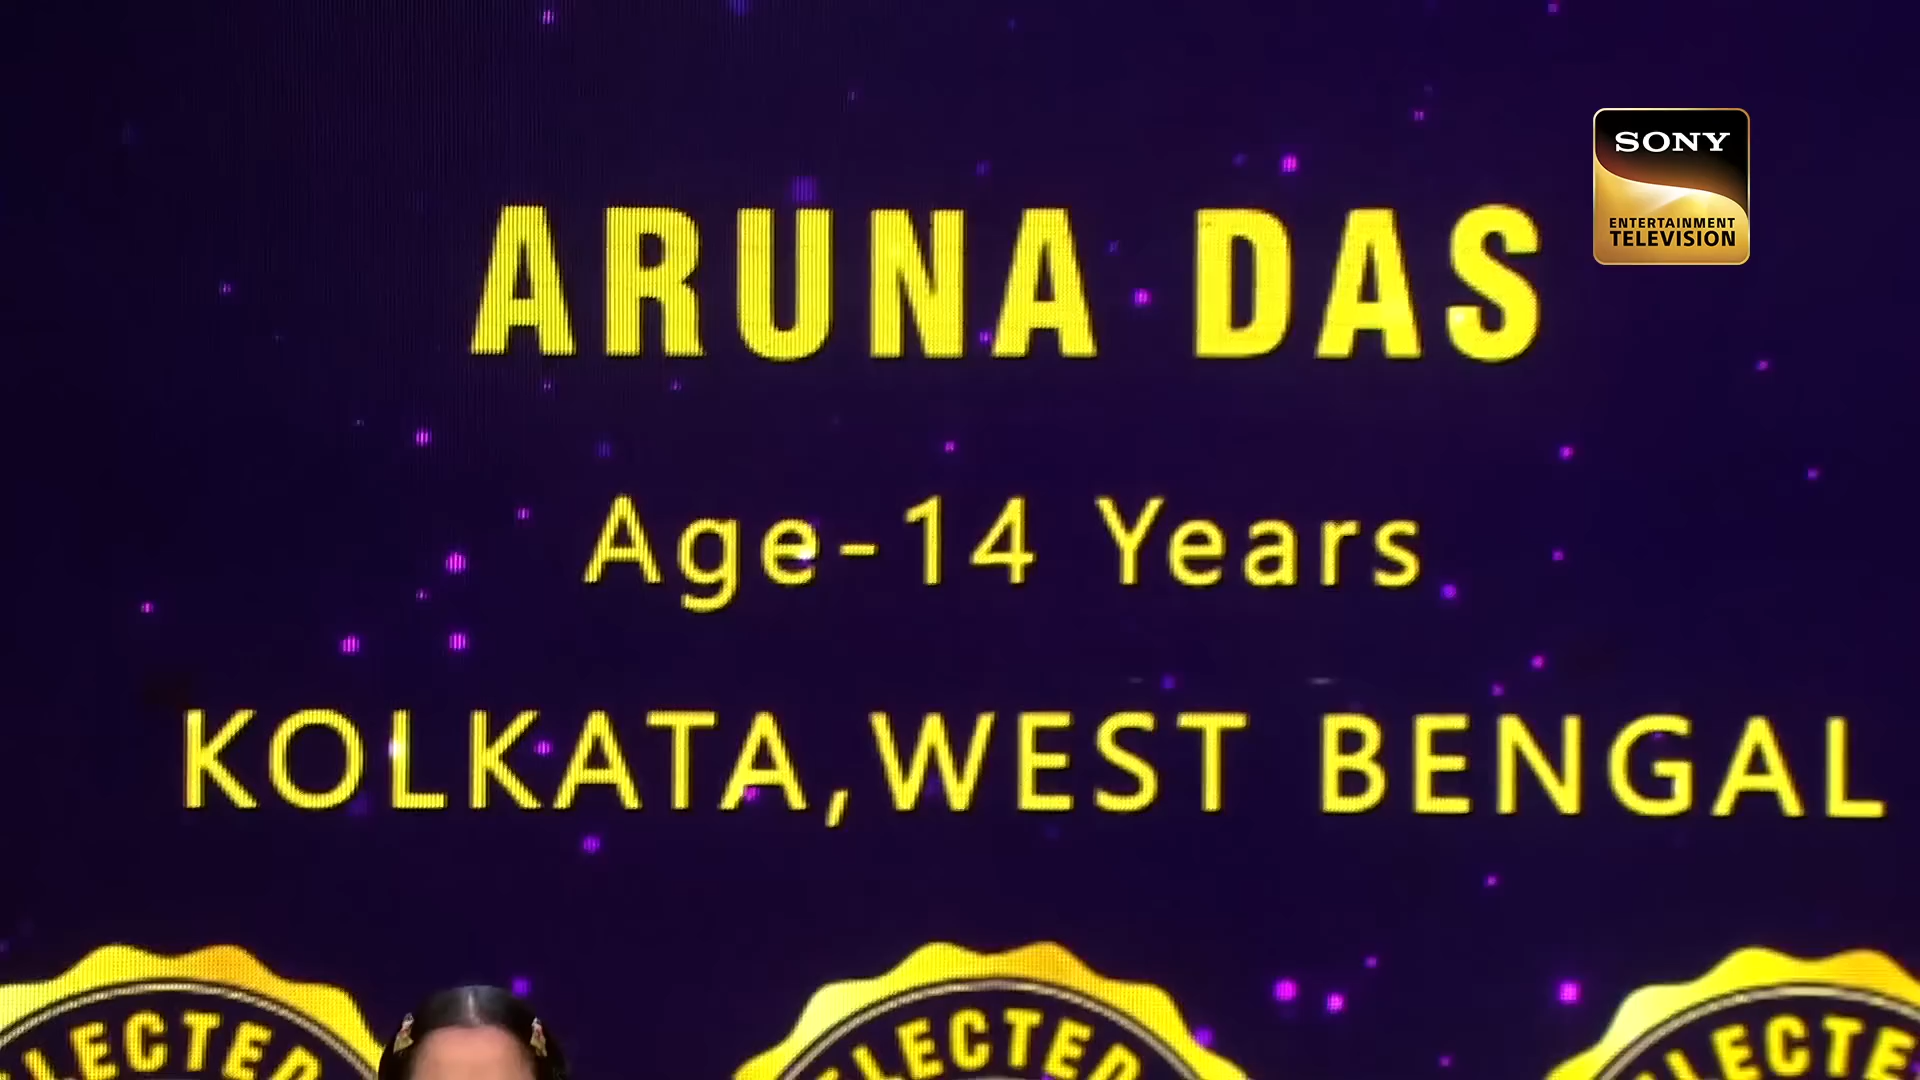 SONY
ENTERTAINMENT
TELEVISION
ARUNA DAS
Age-14 Years
KOLKATA,WEST BENGAL